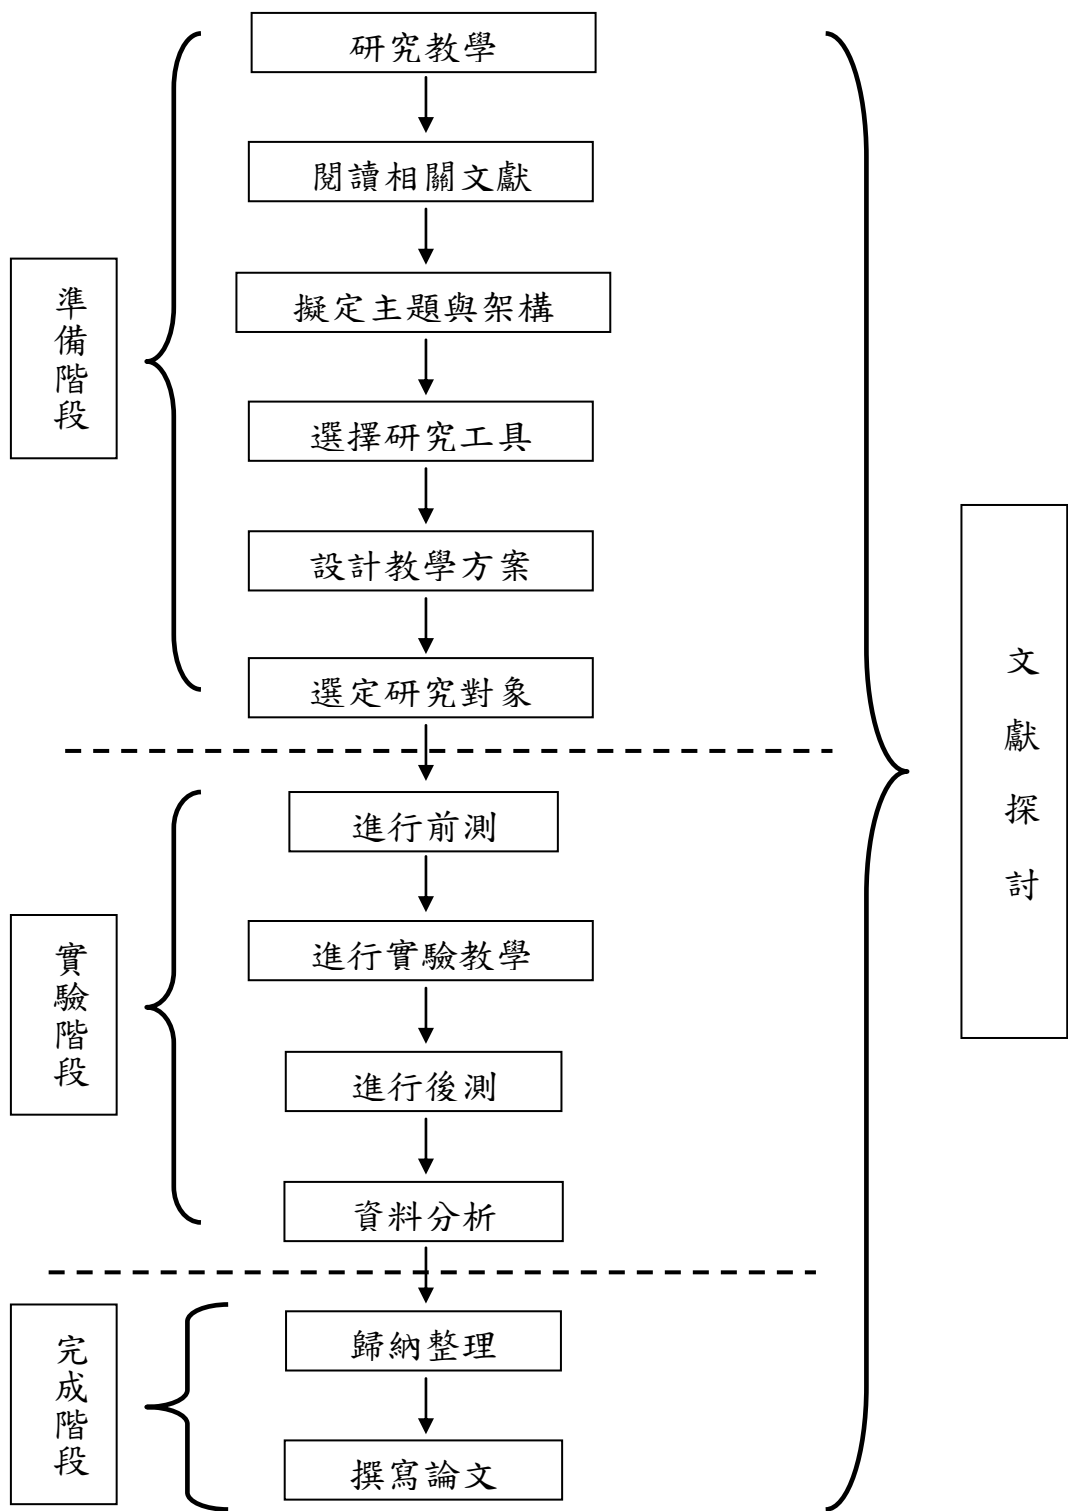 研究教學
閱讀相關文獻
擬定主題與架構
選擇研究工具
設計教學方案
選定研究對象
準備階段
進行前測
進行實驗教學
進行後測
資料分析
實驗階段
歸納整理
撰寫論文
完成階段
文獻探討